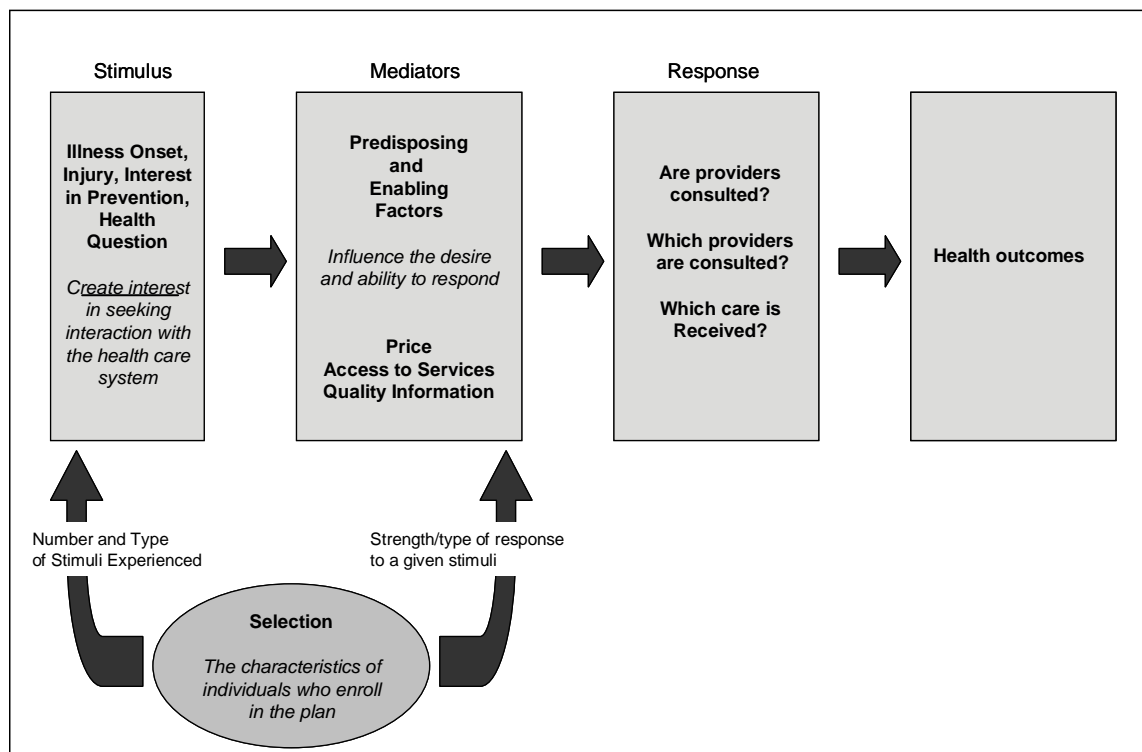 Stimulus
Illness Onset,
Injury, Interest
in Prevention,
Health
Question
Create interest
in seeking
interaction with
the health care
system
Mediators
Predisposing
and
Enabling
Factors
Influence the desire
and ability to respond
Price
Access to Services
Quality Information
Response
Are providers
consulted?
Which providers
are consulted?
Which care is
Received?
Health outcomes
Number and Type
of Stimuli Experienced
Strength/type of response
to a given stimuli
Selection
The characteristics of
individuals who enroll
in the plan